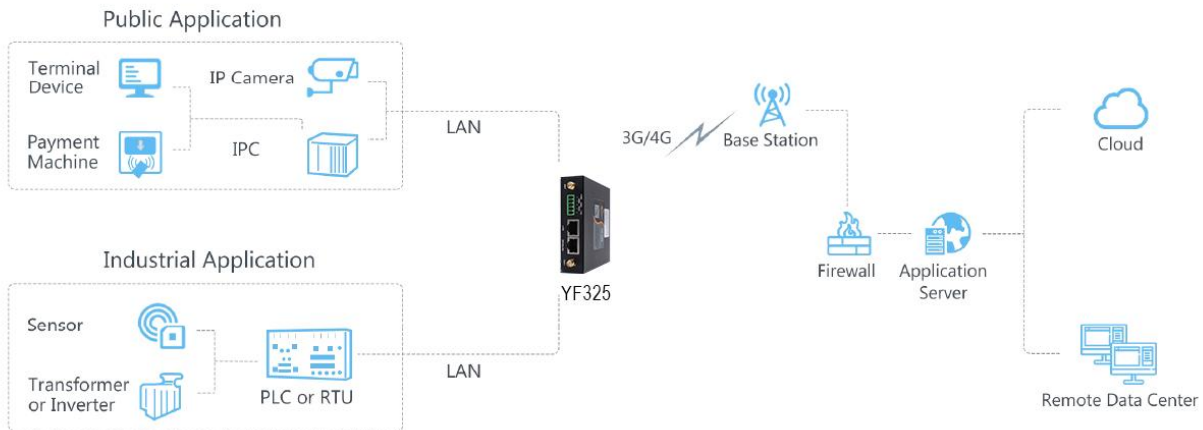 Public Application
Terminal
Device
IP Camera
Payment
Machine
IPC
LAN
3G/4G
Base Station
Cloud
YF325
Firewall
Application
Server
Industrial Application
Sensor
Transformer
or Inverter
PLC or RTU
LAN
Remote Data Center